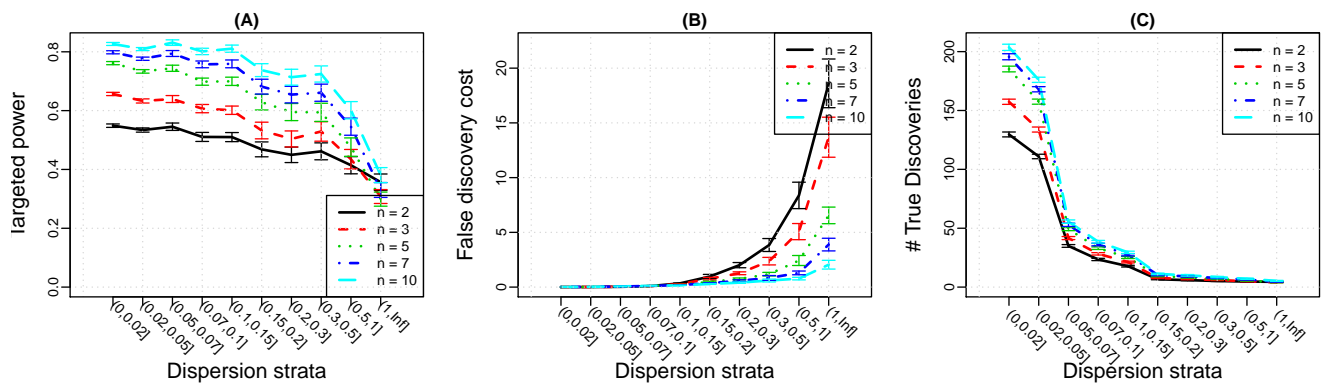 (A)
Targeted power
0.0
0.2
0.4
0.6
0.8
n = 2
n = 3
n = 5
n = 7
n = 10
(0,0.02]
(0.02,0.05]
(0.05,0.07]
(0.07,0.1]
(0.1,0.15]
(0.15,0.2]
(0.2,0.3]
(0.3,0.5]
(0.5,1]
(1,Inf]
Dispersion strata
(B)
False discovery cost
0
5
10
15
20
n = 2
n = 3
n = 5
n = 7
n = 10
(0,0.02]
(0.02,0.05]
(0.05,0.07]
(0.07,0.1]
(0.1,0.15]
(0.15,0.2]
(0.2,0.3]
(0.3,0.5]
(0.5,1]
(1,Inf]
Dispersion strata
(C)
# True Discoveries
0
50
100
150
200
n = 2
n = 3
n = 5
n = 7
n = 10
(0,0.02]
(0.02,0.05]
(0.05,0.07]
(0.07,0.1]
(0.1,0.15]
(0.15,0.2]
(0.2,0.3]
(0.3,0.5]
(0.5,1]
(1,Inf]
Dispersion strata